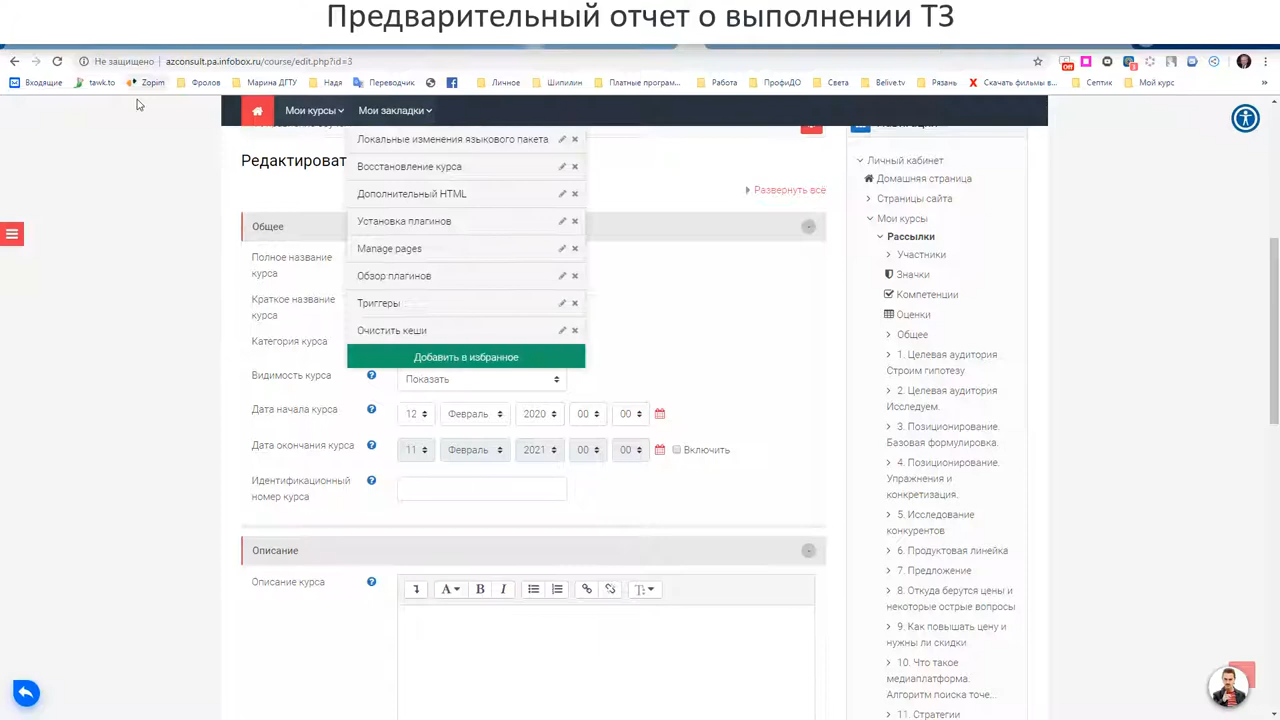 Предварительный отчет о выполнении ТЗ
Не защищено azconsult.pa.infobox.ru/course/edit.php?id=3
Off
Входящие tawk.to Zopim Фролов Марина ДГТУ Надя Переводчик Личное Шипилин Платные програм... Работа ПрофиДО Света Belive.tv Рязань Скачать фильмы в... Септик Мой курс »
Мои курсы Мои закладки
Локальные изменения языкового пакета
Редактироват
Восстановление курса
Развернуть всё
Дополнительный HTML
Общее
Установка плагинов
Полное название
курса
Manage pages
Обзор плагинов
Краткое название
курса
Триггеры
Очистить кеши
Категория курса
Добавить в избранное
Видимость курса Показать
Дата начала курса 12 Февраль 2020 00 00
Дата окончания курса 11 Февраль 2021 00 00 Включить
Идентификационный
номер курса
Описание
Описание курса
A B I
Личный кабинет
Домашняя страница
Страницы сайта
Мои курсы
Рассылки
Участники
Значки
Компетенции
Оценки
Общее
1. Целевая аудитория
Строим гипотезу
2. Целевая аудитория
Исследуем.
3. Позиционирование.
Базовая формулировка.
4. Позиционирование.
Упражнения и
конкретизация.
5. Исследование
конкурентов
6. Продуктовая линейка
7. Предложение
8. Откуда берутся цены и
некоторые острые вопросы
9. Как повышать цену и
нужны ли скидки
10. Что такое
медиаплатформа.
Алгоритм поиска точе...
11. Стратегии